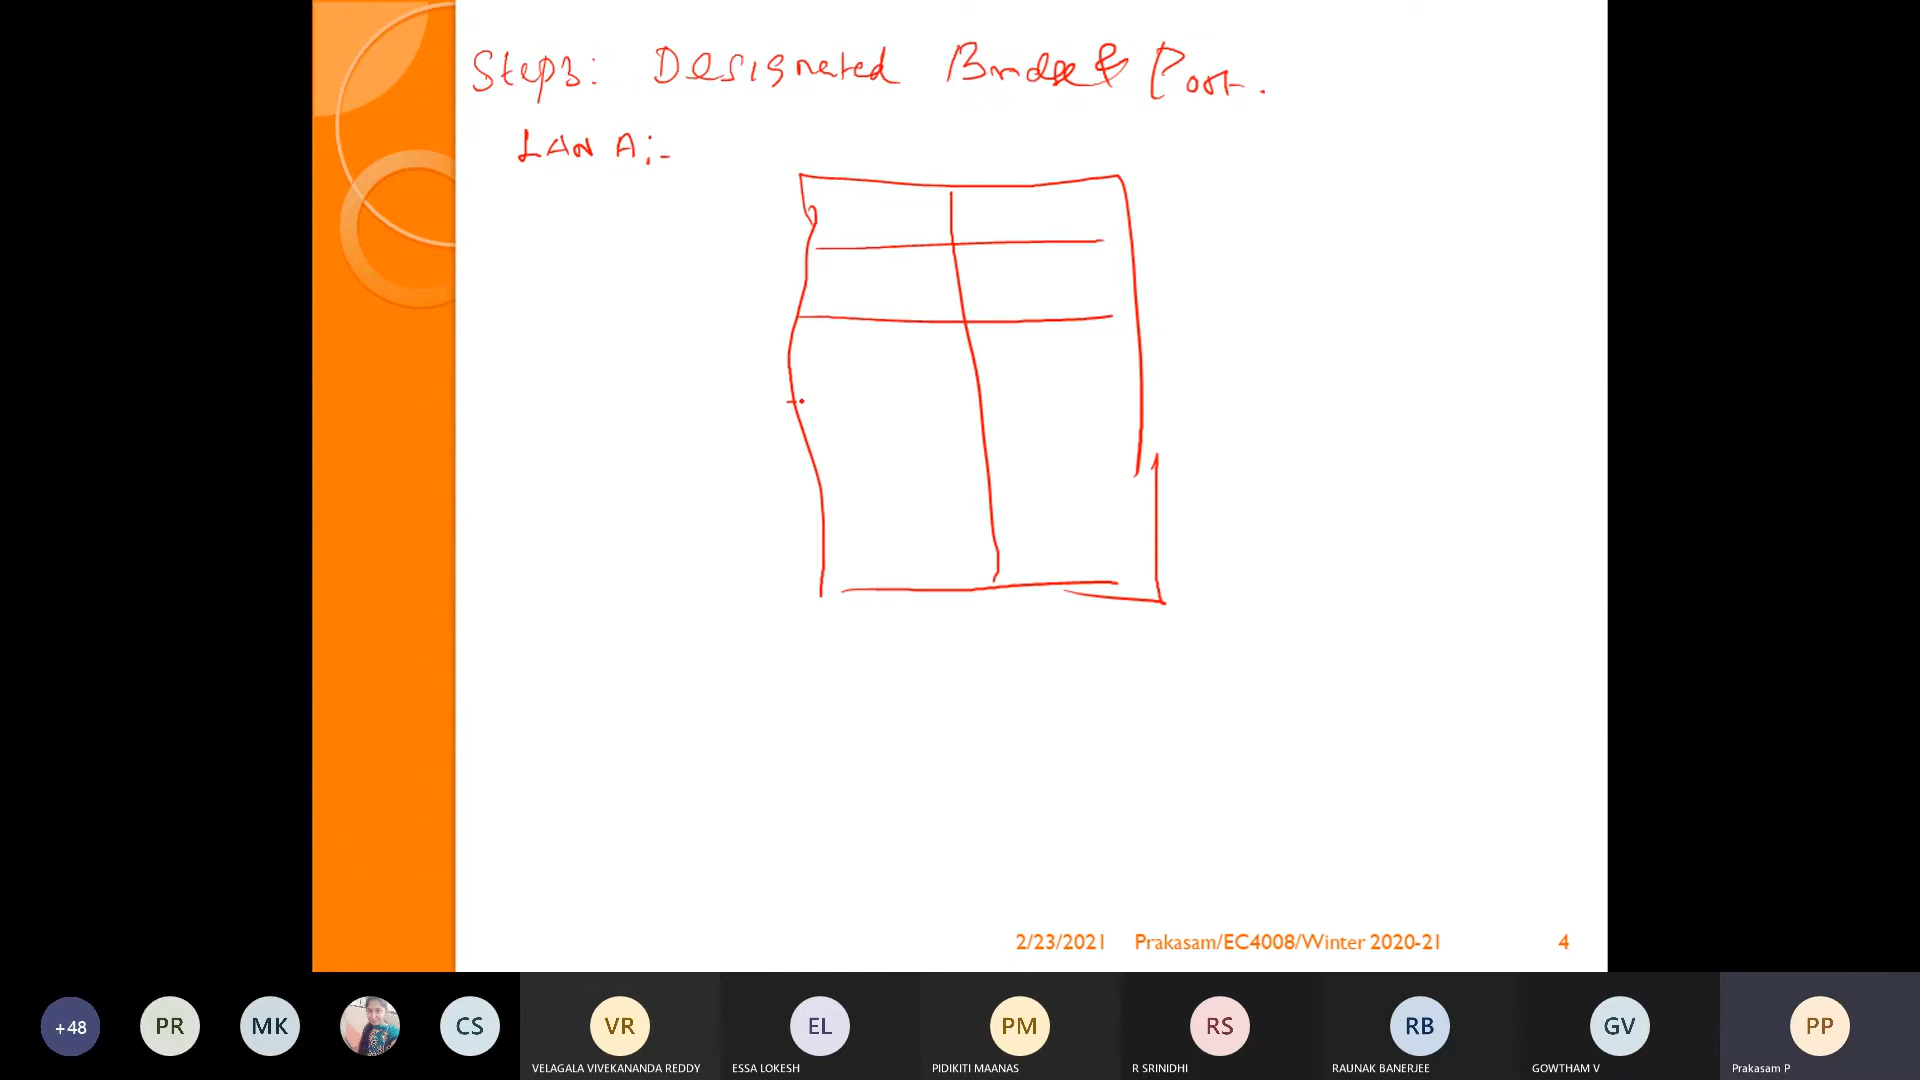 Step3: Designated Bridge & Port.
LAN A:-
2/23/2021 Prakasam/EC4008/Winter 2020-21 4
+48 PR MK CS VR EL PM RS RB GV PP
VELAGALA VIVEKANANDA REDDY ESSA LOKESH PIDIKITI MAANAS R SRINIDHI RAUNAK BANERJEE GOWTHAM V Prakasam P